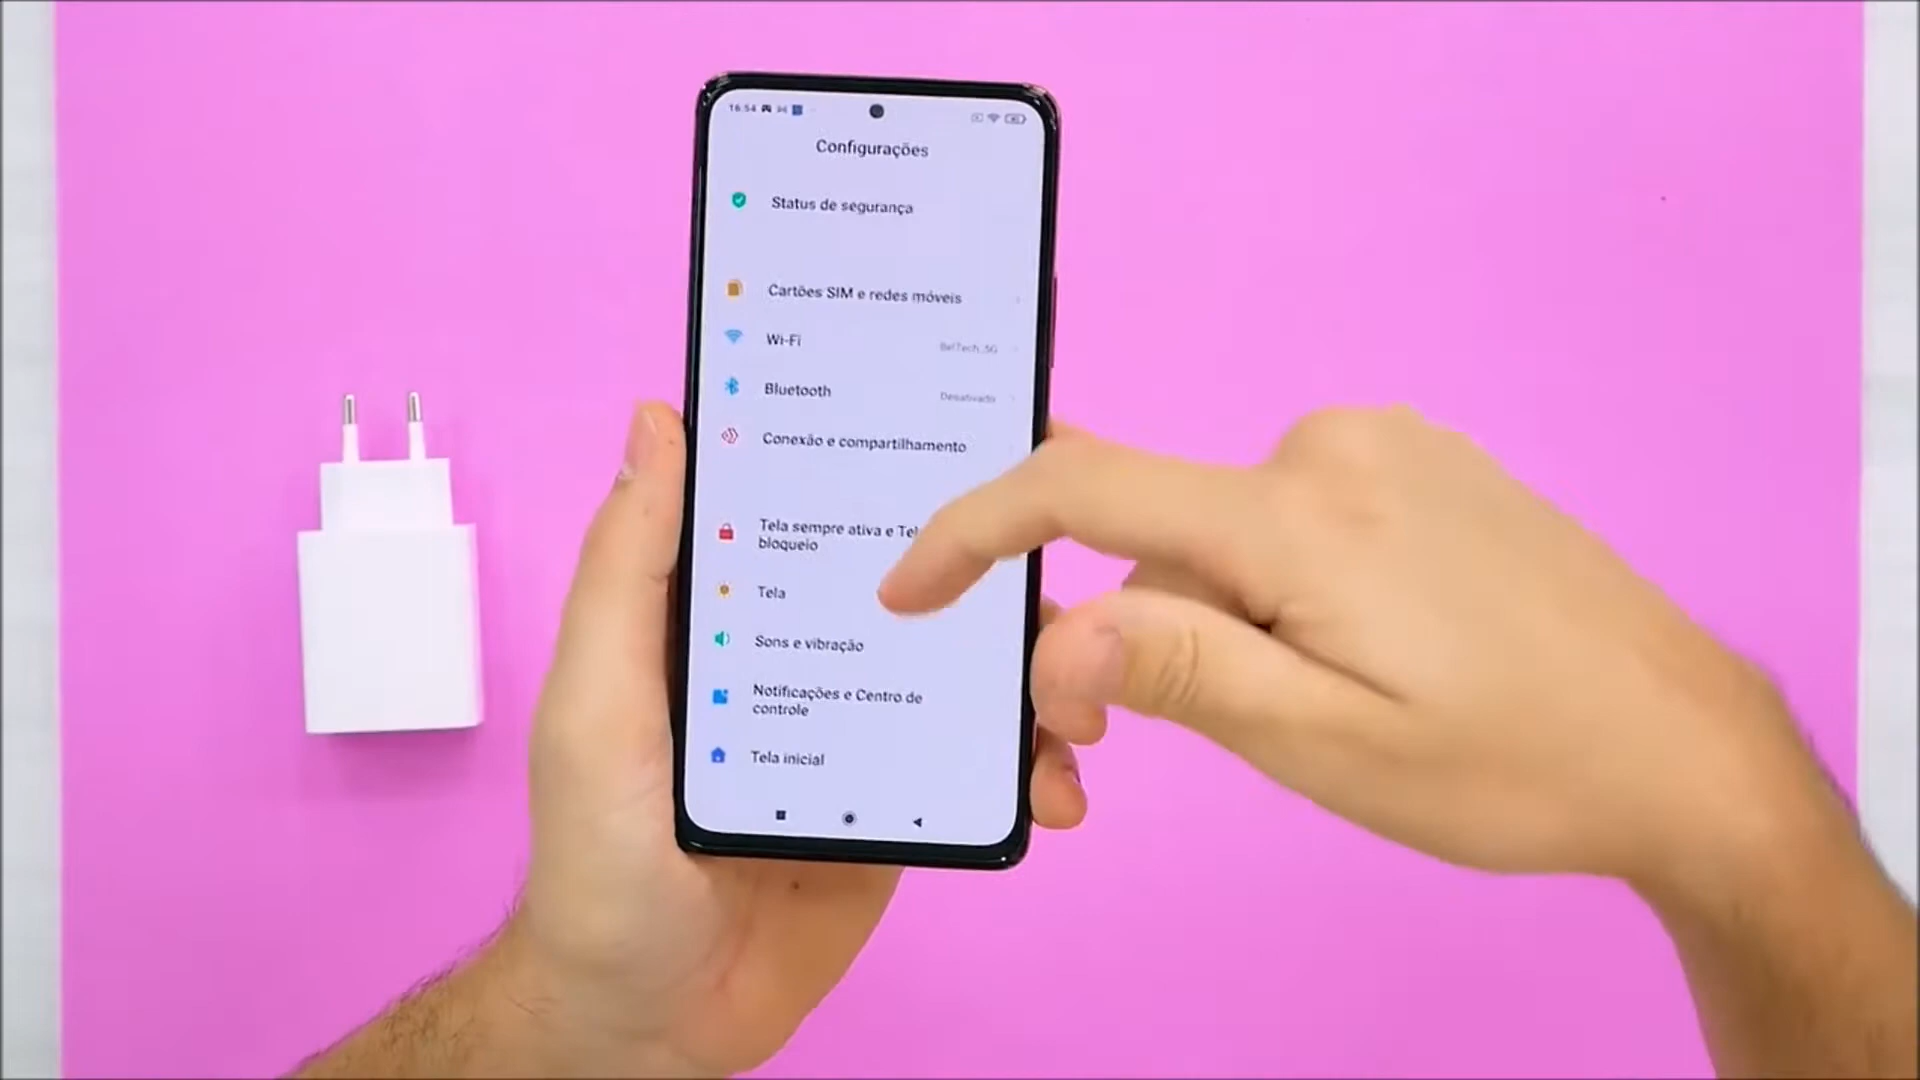 16:54
Configurações
Status de segurança
Cartões SIM e redes móveis
Wi-Fi
BelTech_5G
Bluetooth
Desativado
Conexão e compartilhamento
Tela sempre ativa e
bloqueio
Tela
Sons e vibração
Notificações e Centro de
controle
Tela inicial